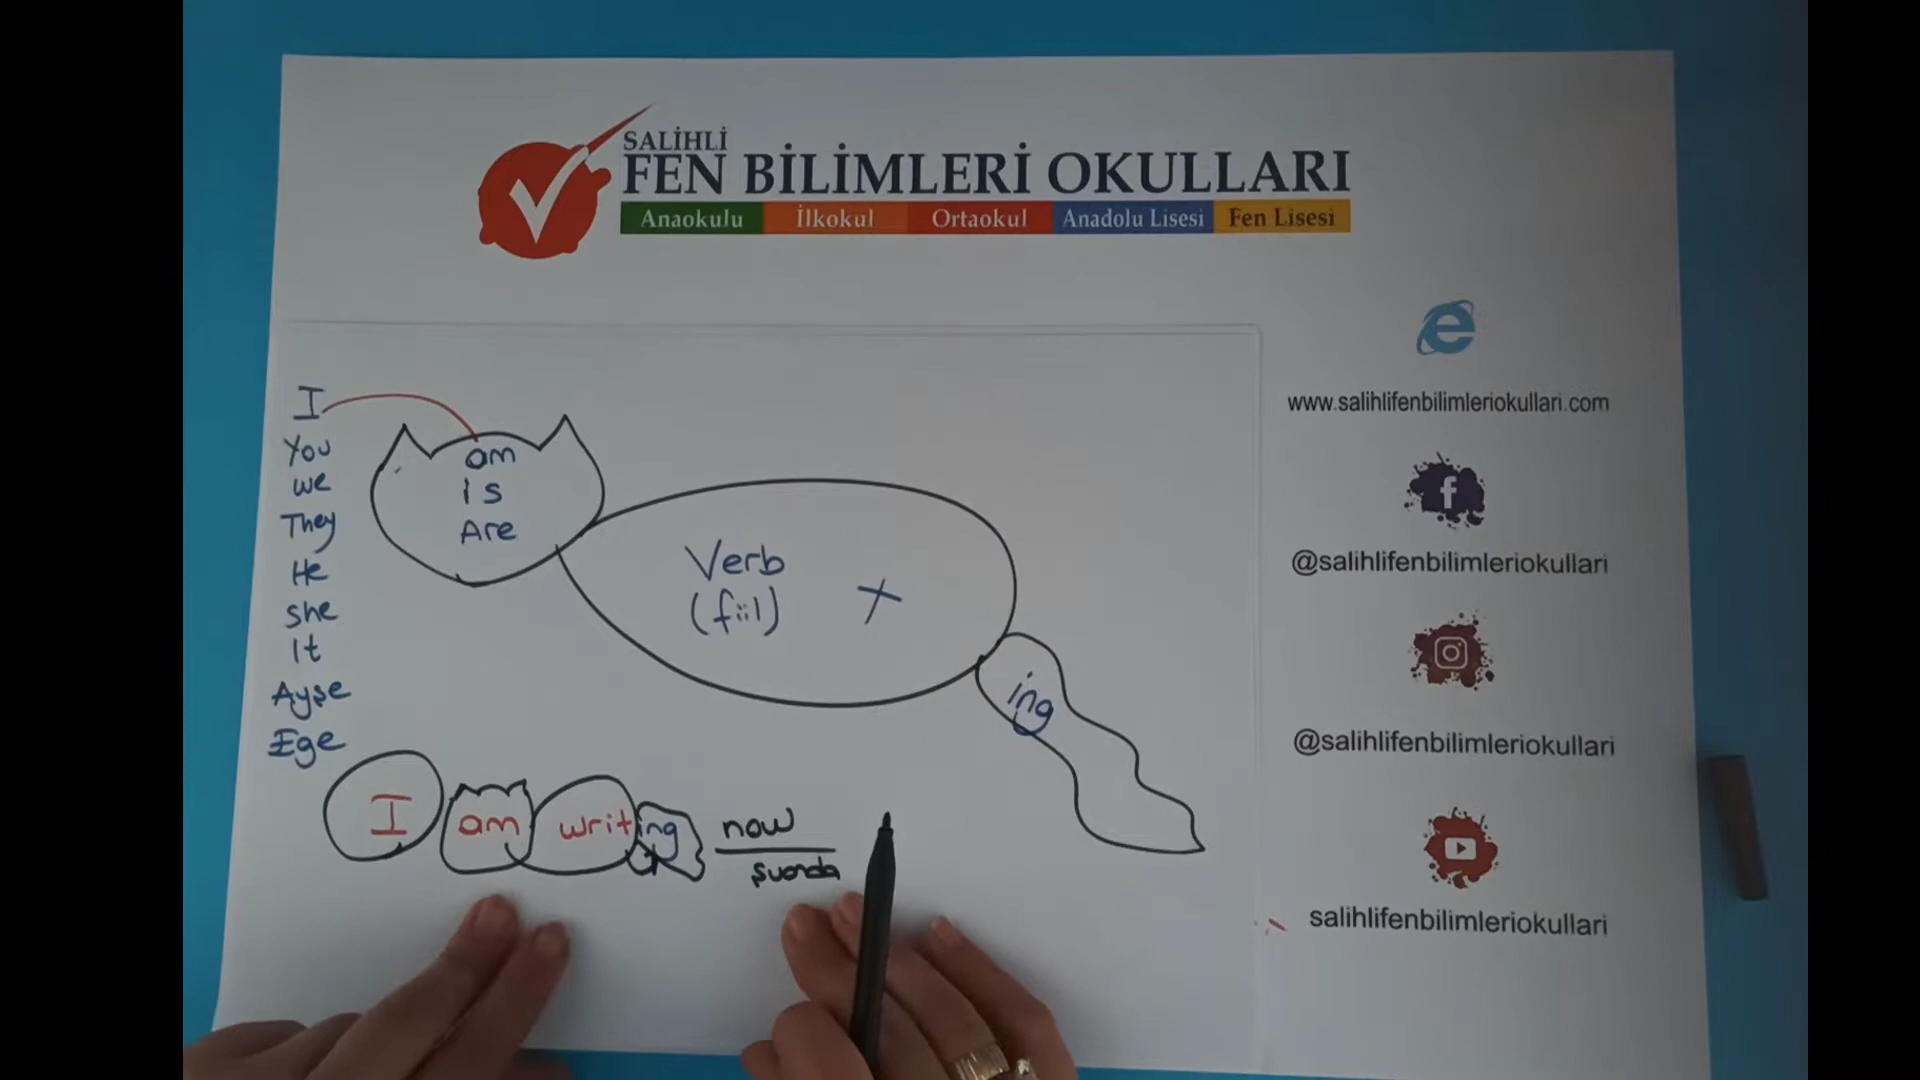 SALİHLİ
FEN BİLİMLERİ OKULLARI
Anaokulu İlkokul Ortaokul Anadolu Lisesi Fen Lisesi
www.salihlifenbilimleriokullari.com
@salihlifenbilimleriokullari
@salihlifenbilimleriokullari
salihlifenbilimleriokullari
I
You
we
They
He
she
It
Ayşe
Ege
am
is
Are
Verb +
(fiil)
ing
I am writing now
şuanda